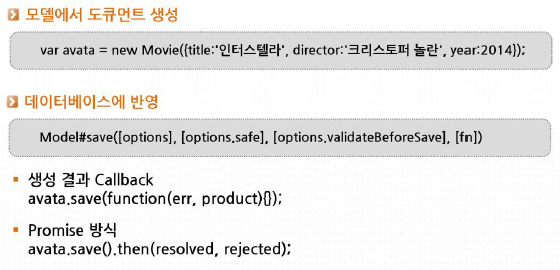 모델에서 도큐먼트 생성
var avata = new Movie({title:'인터스텔라', director:'크리스토퍼 놀란', year:2014});
데이터베이스에 반영
Model#save([options], [options.safe], [options.validateBeforeSave], [fn])
생성 결과 Callback
avata.save(function(err, product){});
Promise 방식
avata.save().then(resolved, rejected);